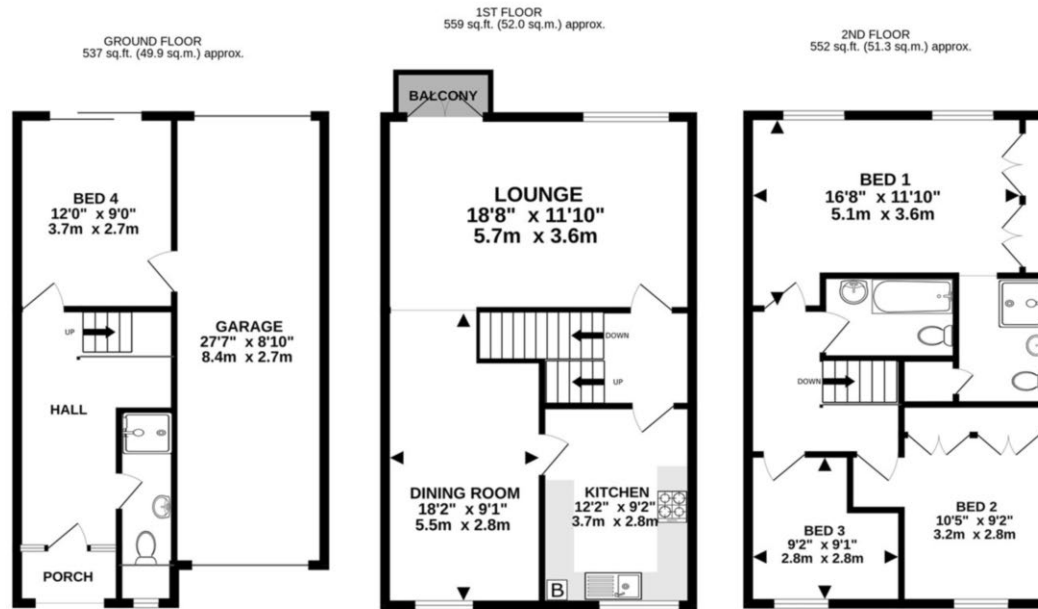 GROUND FLOOR
537 sq.ft. (49.9 sq.m.) approx.
BED 4
12'0" x 9'0"
3.7m x 2.7m
UP
GARAGE
27'7" x 8'10"
8.4m x 2.7m
HALL
PORCH
1ST FLOOR
559 sq.ft. (52.0 sq.m.) approx.
BALCONY
LOUNGE
18'8" x 11'10"
5.7m x 3.6m
DOWN
UP
DINING ROOM
18'2" x 9'1"
5.5m x 2.8m
KITCHEN
12'2" x 9'2"
3.7m x 2.8m
B
2ND FLOOR
552 sq.ft. (51.3 sq.m.) approx.
BED 1
16'8" x 11'10"
5.1m x 3.6m
DOWN
BED 2
10'5" x 9'2"
3.2m x 2.8m
BED 3
9'2" x 9'1"
2.8m x 2.8m